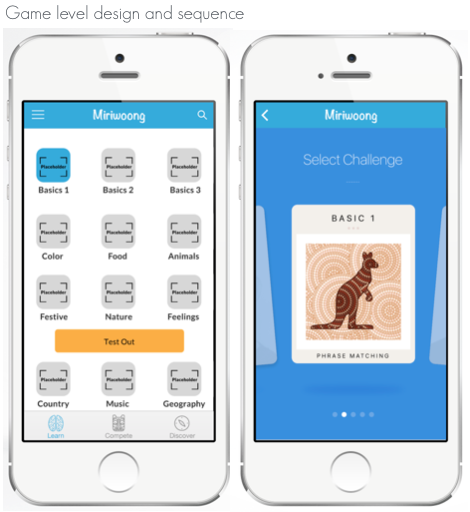 Game level design and sequence
Miriwoong
Placeholder
Placeholder
Placeholder
Basics 1
Basics 2
Basics 3
Placeholder
Placeholder
Placeholder
Color
Food
Animals
Placeholder
Placeholder
Placeholder
Festive
Nature
Feelings
Test Out
Placeholder
Placeholder
Placeholder
Country
Music
Geography
Learn
Compete
Discover
Miriwoong
Select Challenge
BASIC 1
PHRASE MATCHING